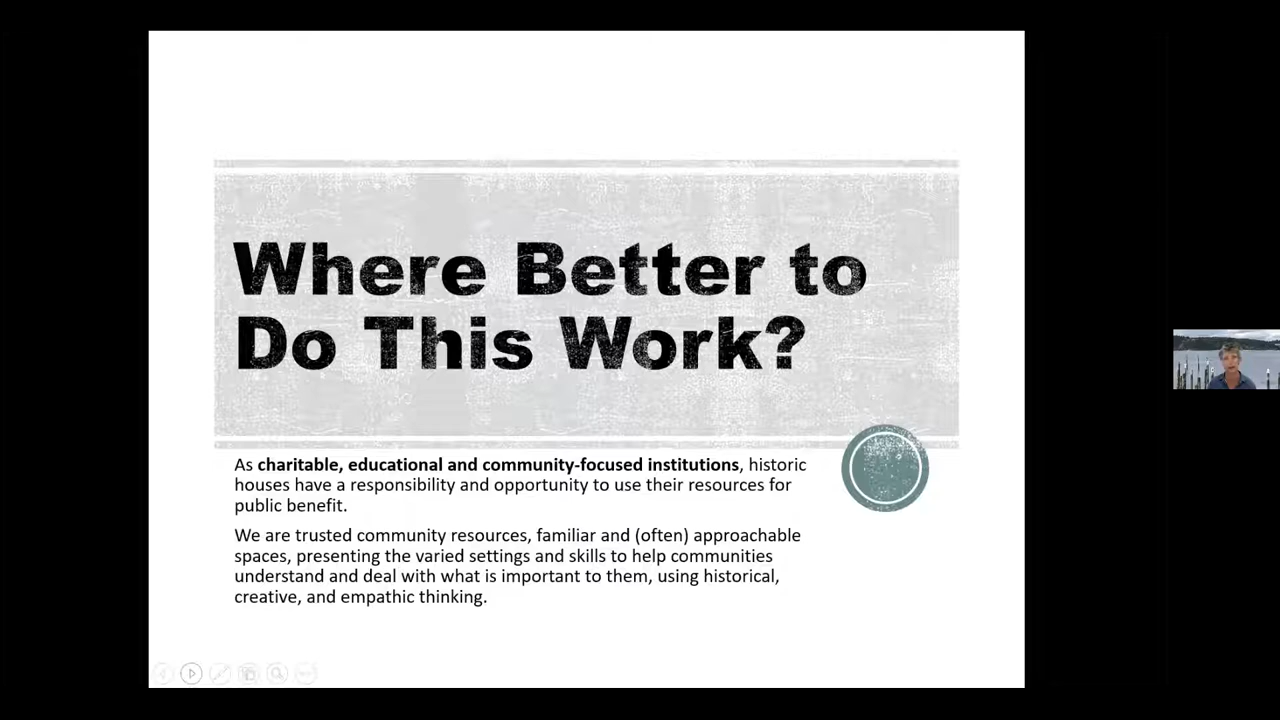 Where Better to
Do This Work?
As charitable, educational and community-focused institutions, historic
houses have a responsibility and opportunity to use their resources for
public benefit.
We are trusted community resources, familiar and (often) approachable
spaces, presenting the varied settings and skills to help communities
understand and deal with what is important to them, using historical,
creative, and empathic thinking.